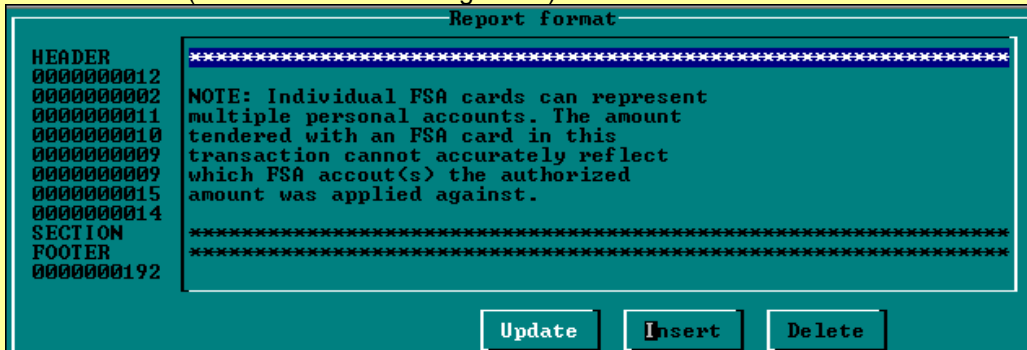 Report format
HEADER ************************************************************
0000000012
0000000002 NOTE: Individual FSA cards can represent
0000000011 multiple personal accounts. The amount
0000000010 tendered with an FSA card in this
0000000009 transaction cannot accurately reflect
0000000009 which FSA accout(s) the authorized
0000000015 amount was applied against.
0000000014
SECTION ************************************************************
FOOTER ************************************************************
0000000192
Update Insert Delete